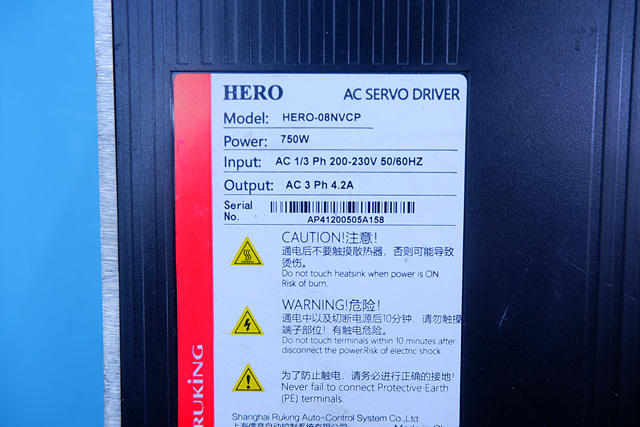 HERO AC SERVO DRIVER
Model: HERO-08NVCP
Power: 750W
Input: AC 1/3 Ph 200-230V 50/60HZ
Output: AC 3 Ph 4.2A
Serial
No. AP41200505A158
CAUTION!注意!
通电后不要触摸散热器，否则可能导致
烫伤。
Do not touch heatsink when power is ON
Risk of burn.
WARNING!危险!
通电中以及切断电源后10分钟，请勿触摸
端子部位!有触电危险。
Do not touch terminals within 10 minutes after
disconnect the power.Risk of electric shock.
为了防止触电，请务必进行正确的接地!
Never fail to connect Protective Earth
(PE) terminals.
RUKING
Shanghai Ruking Auto-Control System Co.,Ltd